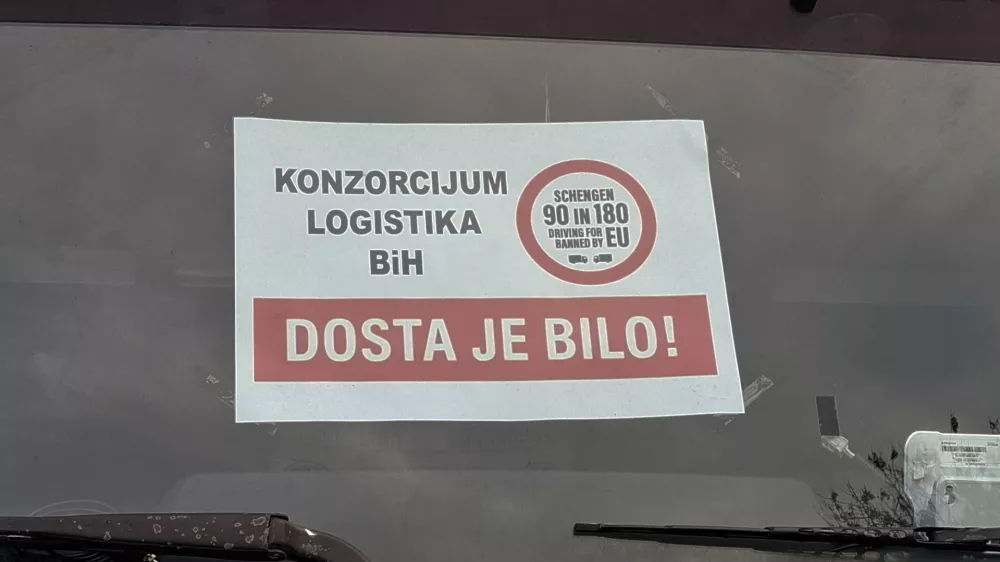 KONZORCIJUM
LOGISTIKA
BiH
SCHENGEN
90 IN 180
DRIVING FOR
BANNED BY EU
DOSTA JE BILO!